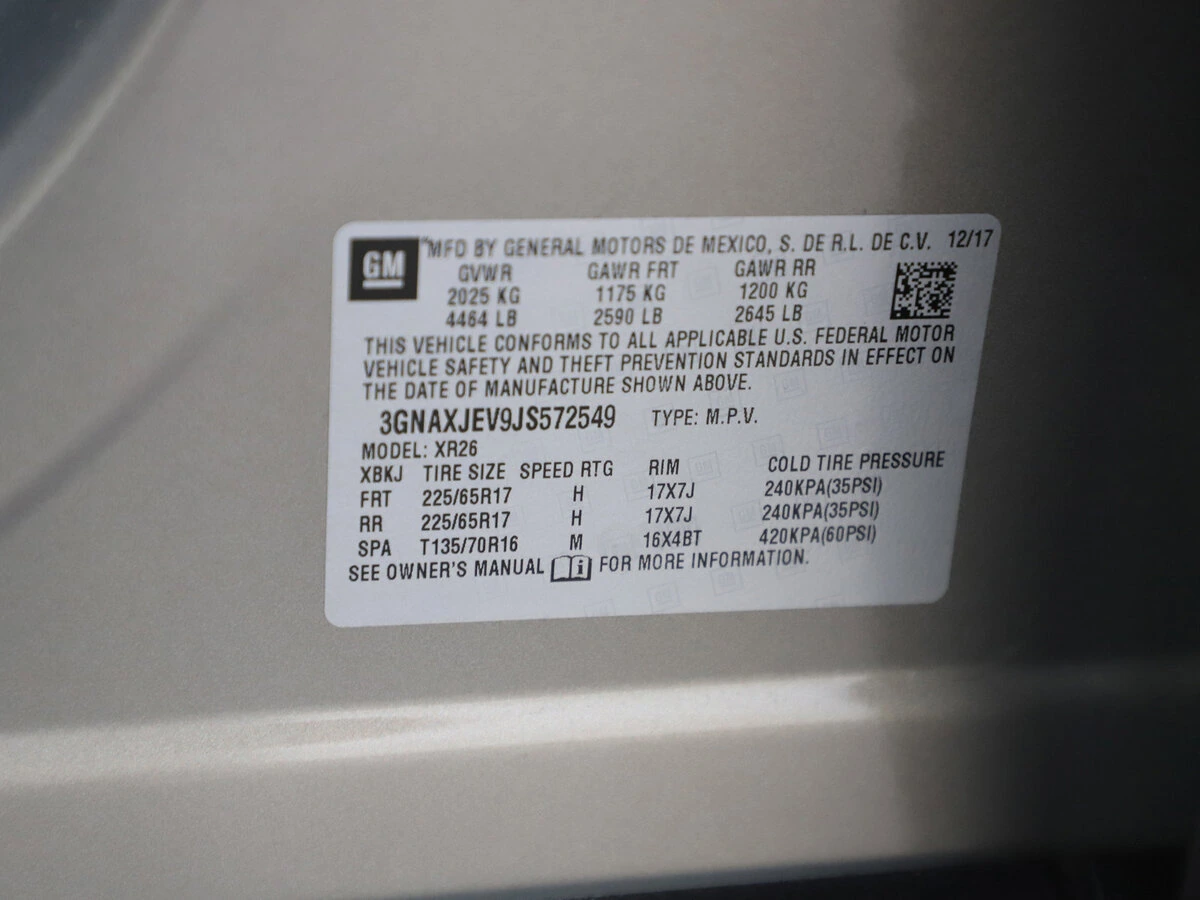 GM MFD BY GENERAL MOTORS DE MEXICO, S. DE R.L. DE C.V. 12/17
GVWR GAWR FRT GAWR RR
2025 KG 1175 KG 1200 KG
4464 LB 2590 LB 2645 LB
THIS VEHICLE CONFORMS TO ALL APPLICABLE U.S. FEDERAL MOTOR
VEHICLE SAFETY AND THEFT PREVENTION STANDARDS IN EFFECT ON
THE DATE OF MANUFACTURE SHOWN ABOVE.
3GNAXJEV9JS572549 TYPE: M.P.V.
MODEL: XR26
XBKJ TIRE SIZE SPEED RTG RIM COLD TIRE PRESSURE
FRT 225/65R17 H 17X7J 240KPA(35PSI)
RR 225/65R17 H 17X7J 240KPA(35PSI)
SPA T135/70R16 M 16X4BT 420KPA(60PSI)
SEE OWNER'S MANUAL i FOR MORE INFORMATION.